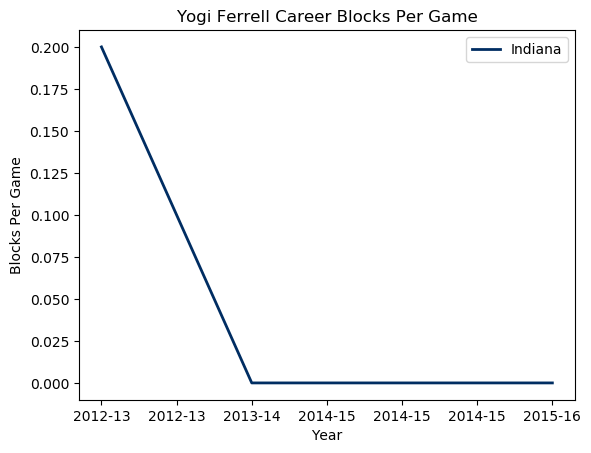 Yogi Ferrell Career Blocks Per Game
Indiana
0.200
0.175
0.150
0.125
0.100
0.075
0.050
0.025
0.000
Blocks Per Game
2012-13 2012-13 2013-14 2014-15 2014-15 2014-15 2015-16
Year